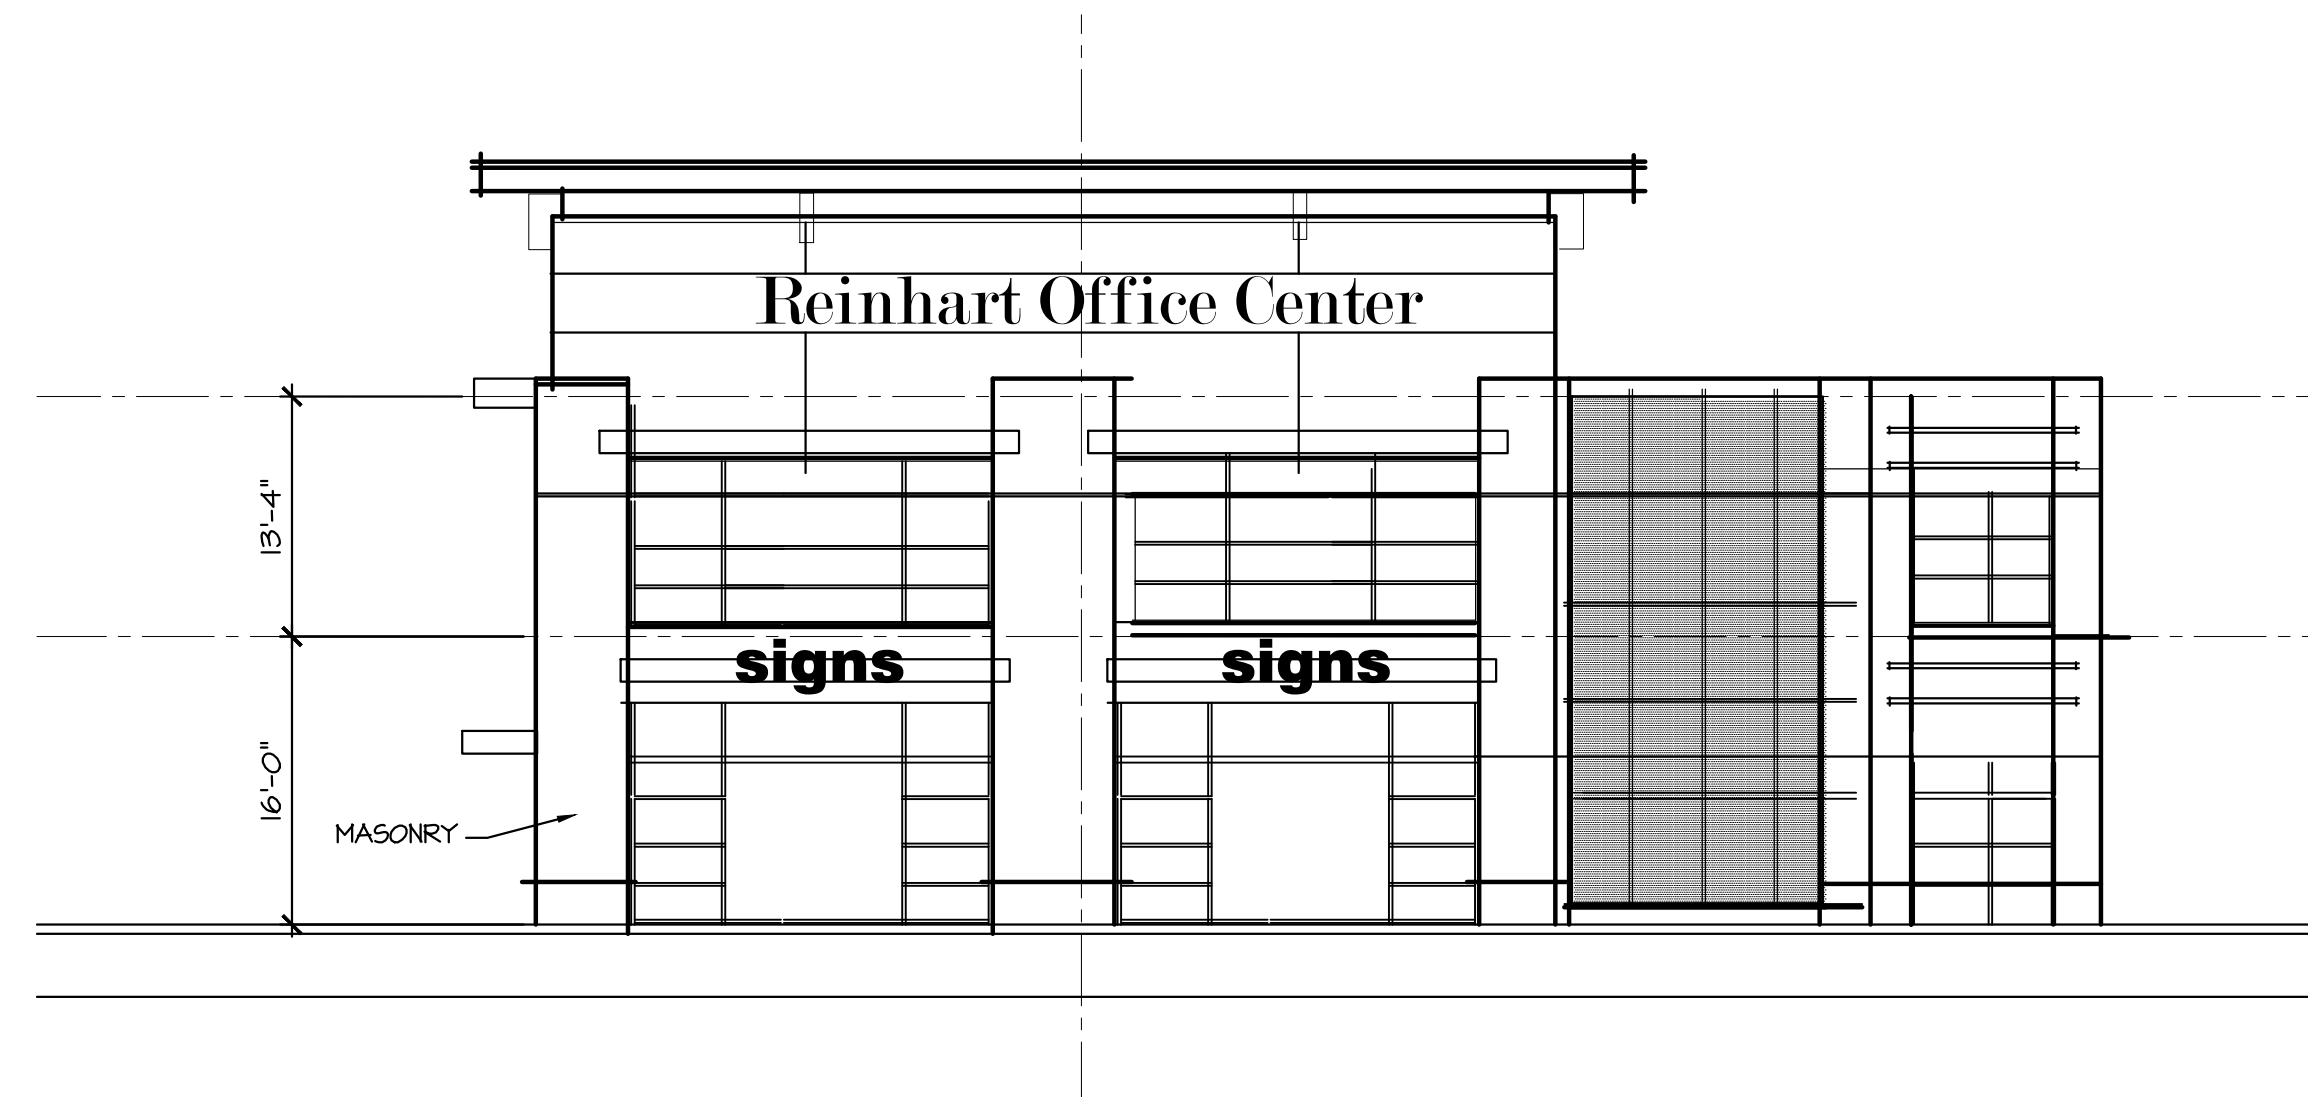 Reinhart Office Center
13'-4"
signs signs
16'-0"
MASONRY